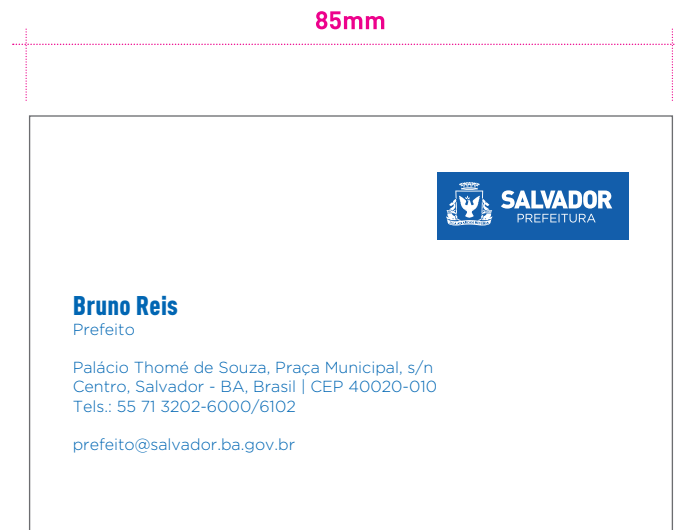 85mm
SALVADOR
PREFEITURA
Bruno Reis
Prefeito
Palácio Thomé de Souza, Praça Municipal, s/n
Centro, Salvador - BA, Brasil | CEP 40020-010
Tels.: 55 71 3202-6000/6102
prefeito@salvador.ba.gov.br